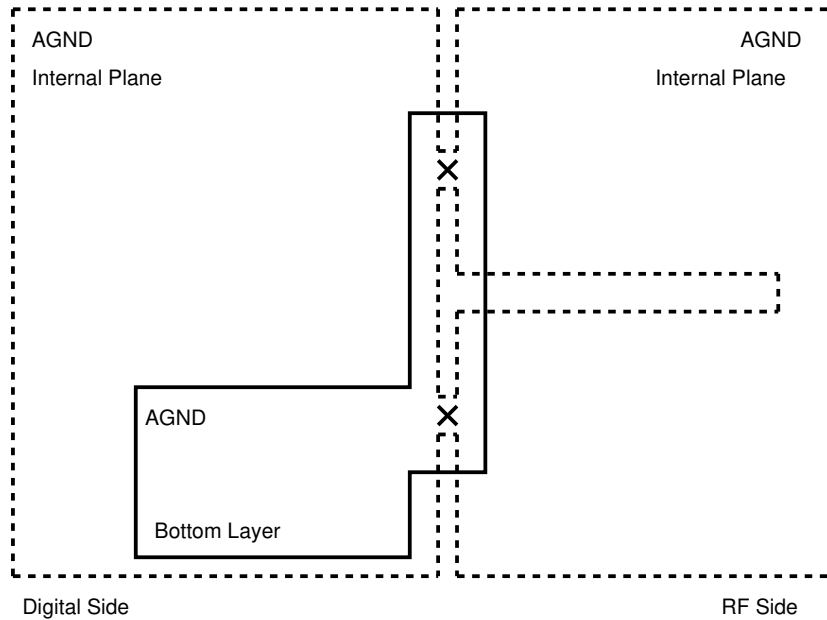 AGND
Internal Plane
AGND
Internal Plane
AGND
Bottom Layer
Digital Side
RF Side